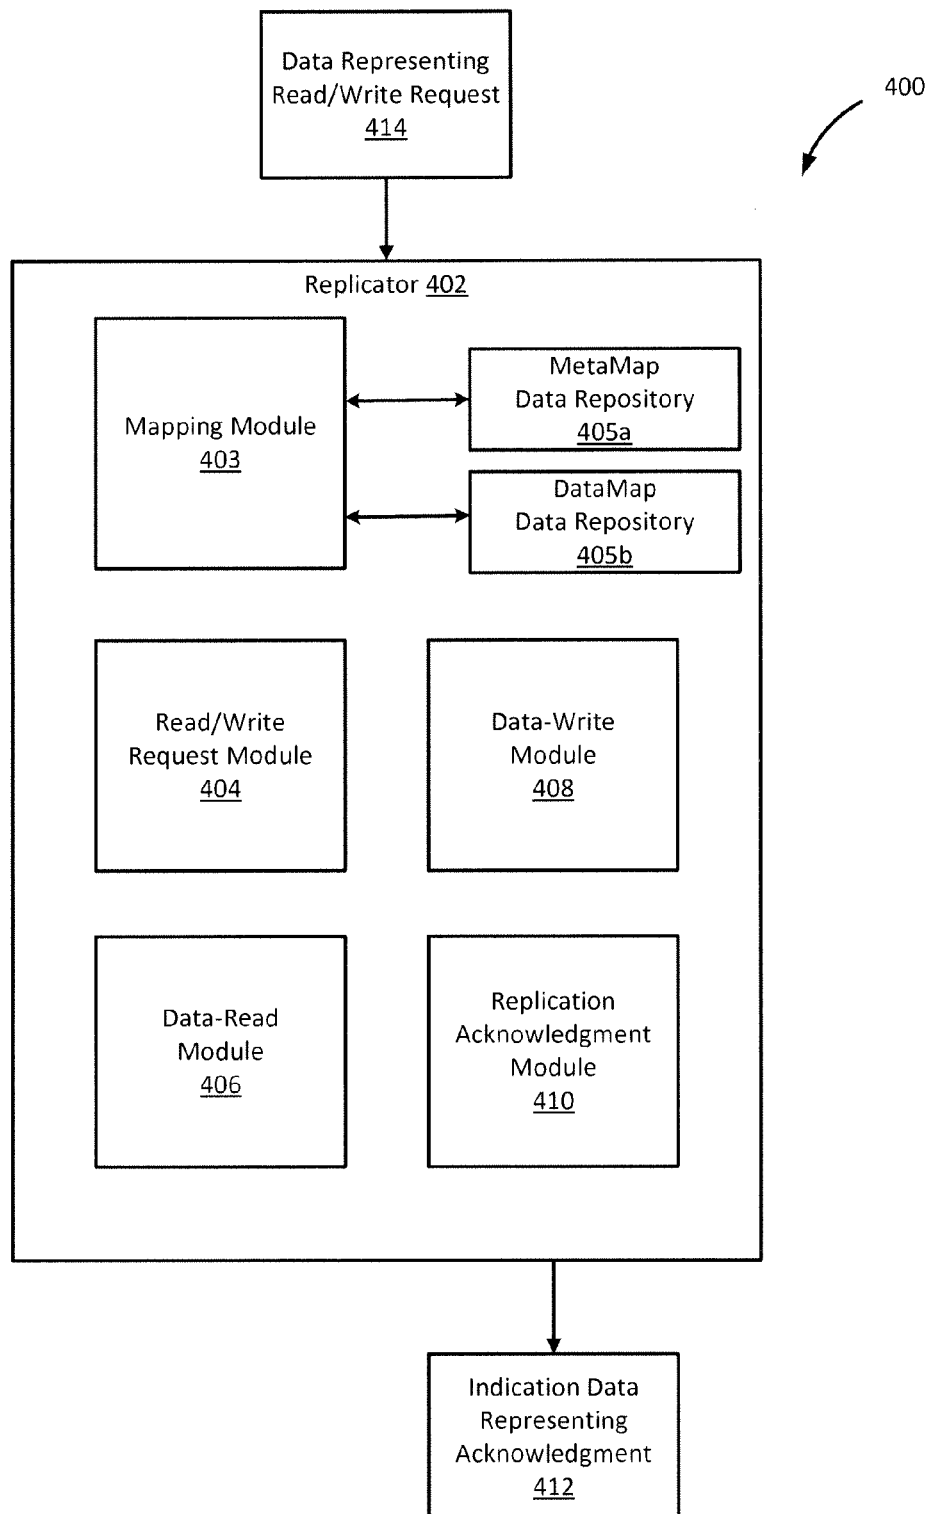 Data Representing
Read/Write Request
414
400
Replicator 402
Mapping Module
403
MetaMap
Data Repository
405a
DataMap
Data Repository
405b
Read/Write
Request Module
404
Data-Write
Module
408
Data-Read
Module
406
Replication
Acknowledgment
Module
410
Indication Data
Representing
Acknowledgment
412